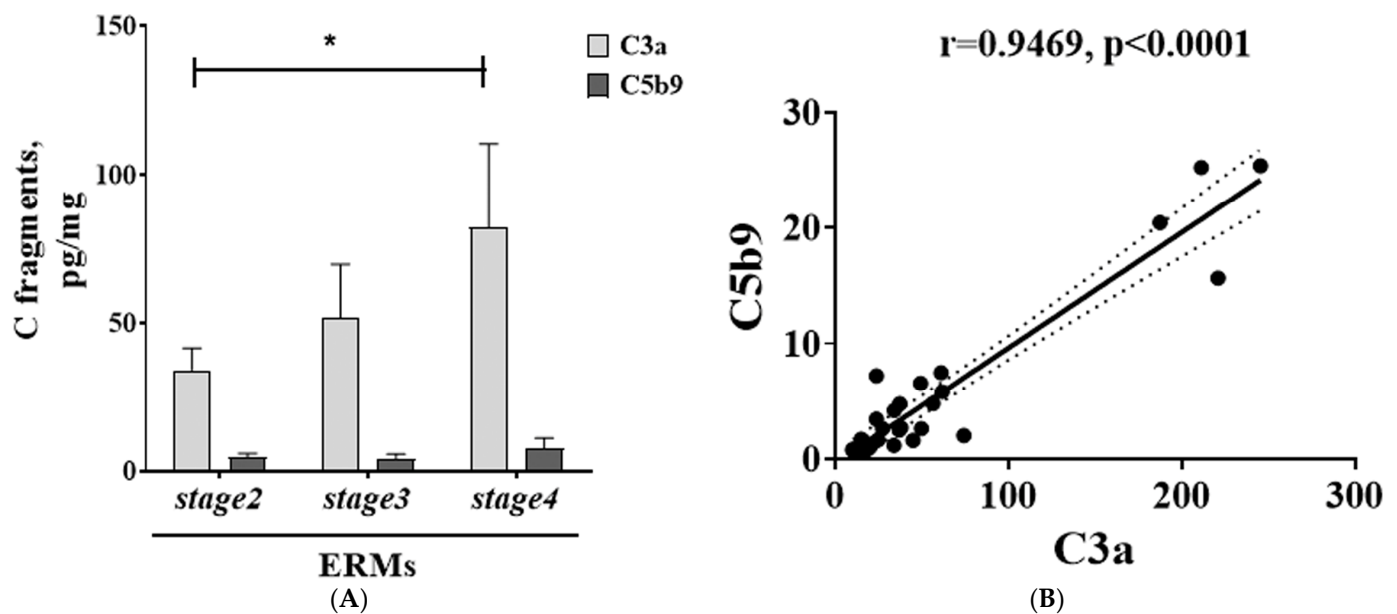 150
100
50
0
C fragments,
pg/mg
*
C3a
C5b9
stage2 stage3 stage4
ERMs
(A)
r=0.9469, p<0.0001
30
20
10
0
C5b9
0 100 200 300
C3a
(B)